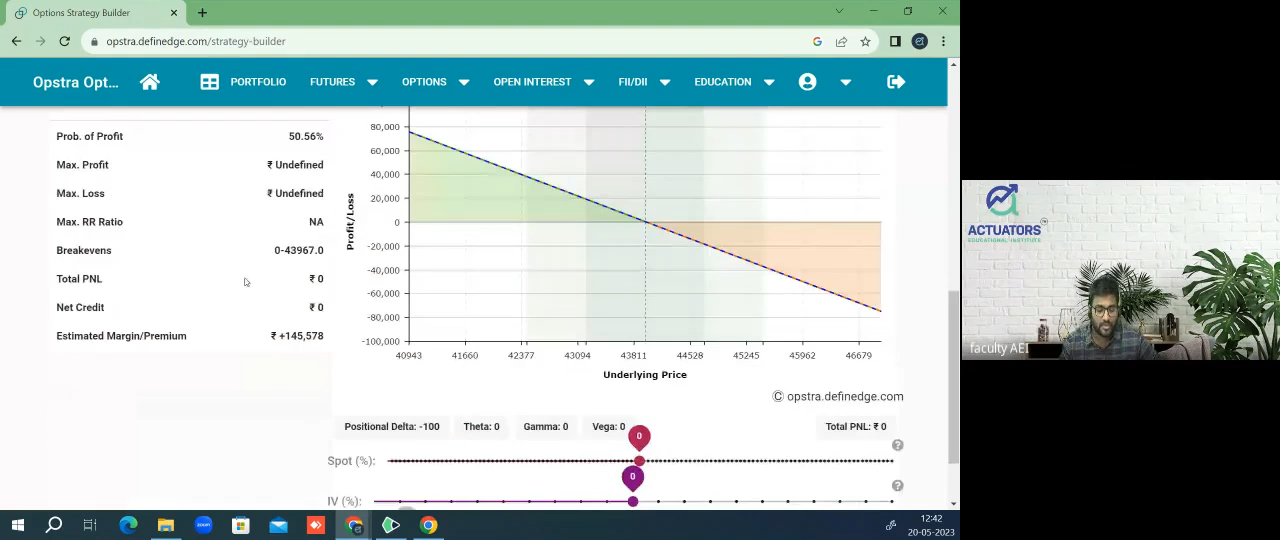 Options Strategy Builder
opstra.definedge.com/strategy-builder
Opstra Opt...
PORTFOLIO
FUTURES
OPTIONS
OPEN INTEREST
FII/DII
EDUCATION
Prob. of Profit 50.56%
Max. Profit ₹ Undefined
Max. Loss ₹ Undefined
Max. RR Ratio NA
Breakevens 0-43967.0
Total PNL ₹ 0
Net Credit ₹ 0
Estimated Margin/Premium ₹ +145,578
Profit/Loss
80,000
60,000
40,000
20,000
0
-20,000
-40,000
-60,000
-80,000
-100,000
40943 41660 42377 43094 43811 44528 45245 45962 46679
Underlying Price
© opstra.definedge.com
Positional Delta: -100 Theta: 0 Gamma: 0 Vega: 0 Total PNL: ₹ 0
0
Spot (%):
0
IV (%):
zoom
12:42
20-05-2023
ACTUATORS
EDUCATIONAL INSTITUTE
faculty AEI